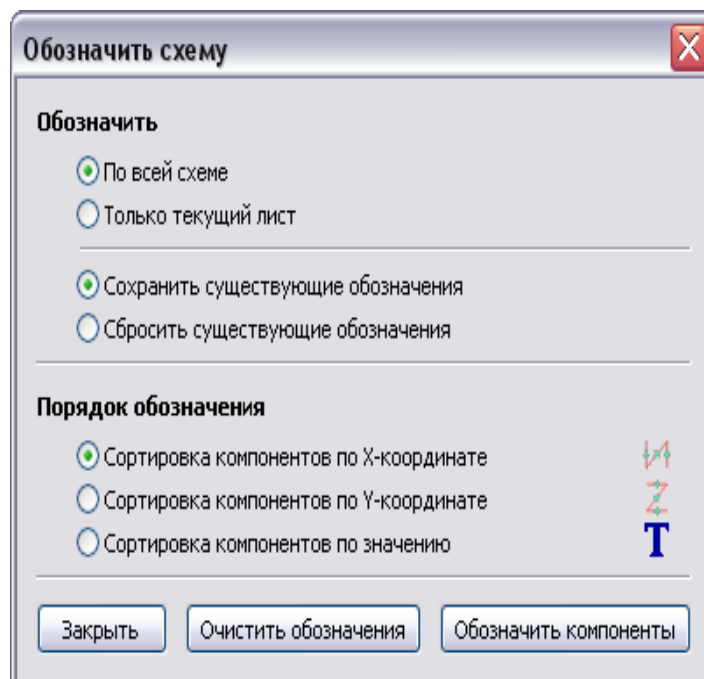 Обозначить схему
Обозначить
По всей схеме
Только текущий лист
Сохранить существующие обозначения
Сбросить существующие обозначения
Порядок обозначения
Сортировка компонентов по X-координате
Сортировка компонентов по Y-координате
Сортировка компонентов по значению
T
Закрыть
Очистить обозначения
Обозначить компоненты